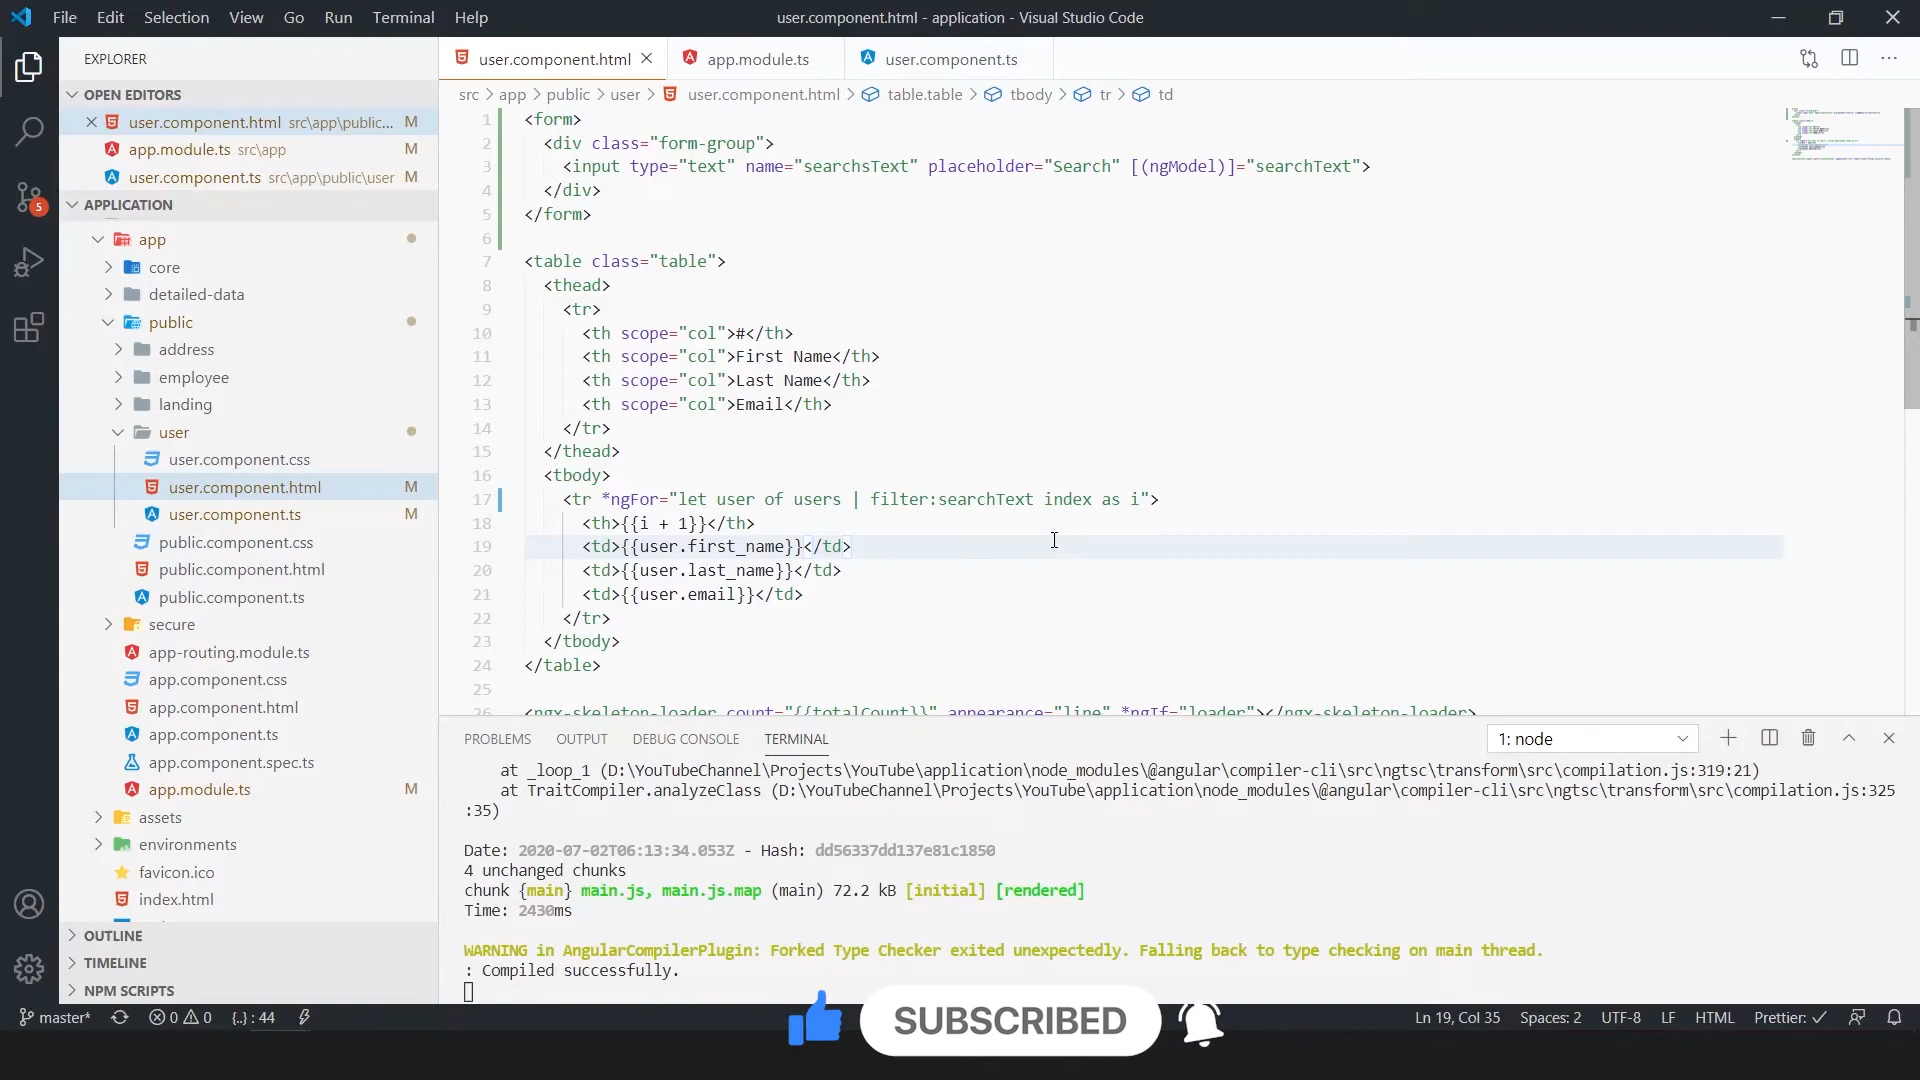 File Edit Selection View Go Run Terminal Help
user.component.html - application - Visual Studio Code
EXPLORER
OPEN EDITORS
user.component.html src\app\public... M
app.module.ts src\app M
user.component.ts src\app\public\user M
APPLICATION
app
core
detailed-data
public
address
employee
landing
user
user.component.css
user.component.html M
user.component.ts M
public.component.css
public.component.html
public.component.ts
secure
app-routing.module.ts
app.component.css
app.component.html
app.component.ts
app.component.spec.ts
app.module.ts M
assets
environments
favicon.ico
index.html
OUTLINE
TIMELINE
NPM SCRIPTS
5
user.component.html app.module.ts user.component.ts
src > app > public > user > user.component.html > table.table > tbody > tr > td
1 <form>
2 <div class="form-group">
3 <input type="text" name="searchsText" placeholder="Search" [(ngModel)]="searchText">
4 </div>
5 </form>
6
7 <table class="table">
8 <thead>
9 <tr>
10 <th scope="col">#</th>
11 <th scope="col">First Name</th>
12 <th scope="col">Last Name</th>
13 <th scope="col">Email</th>
14 </tr>
15 </thead>
16 <tbody>
17 <tr *ngFor="let user of users | filter:searchText index as i">
18 <th>{{i + 1}}</th>
19 <td>{{user.first_name}}</td>
20 <td>{{user.last_name}}</td>
21 <td>{{user.email}}</td>
22 </tr>
23 </tbody>
24 </table>
25
26 <ngx-skeleton-loader count="{{totalCount}}" appearance="line" *ngIf="loader"></ngx-skeleton-loader>
PROBLEMS OUTPUT DEBUG CONSOLE TERMINAL
1: node
at _loop_1 (D:\YouTubeChannel\Projects\YouTube\application\node_modules\@angular\compiler-cli\src\ngtsc\transform\src\compilation.js:319:21)
at TraitCompiler.analyzeClass (D:\YouTubeChannel\Projects\YouTube\application\node_modules\@angular\compiler-cli\src\ngtsc\transform\src\compilation.js:325
:35)
Date: 2020-07-02T06:13:34.053Z - Hash: dd56337dd137e81c1850
4 unchanged chunks
chunk {main} main.js, main.js.map (main) 72.2 kB [initial] [rendered]
Time: 2430ms
WARNING in AngularCompilerPlugin: Forked Type Checker exited unexpectedly. Falling back to type checking on main thread.
: Compiled successfully.
SUBSCRIBED
master* 0 0 {..} : 44
Ln 19, Col 35 Spaces: 2 UTF-8 LF HTML Prettier: ✓